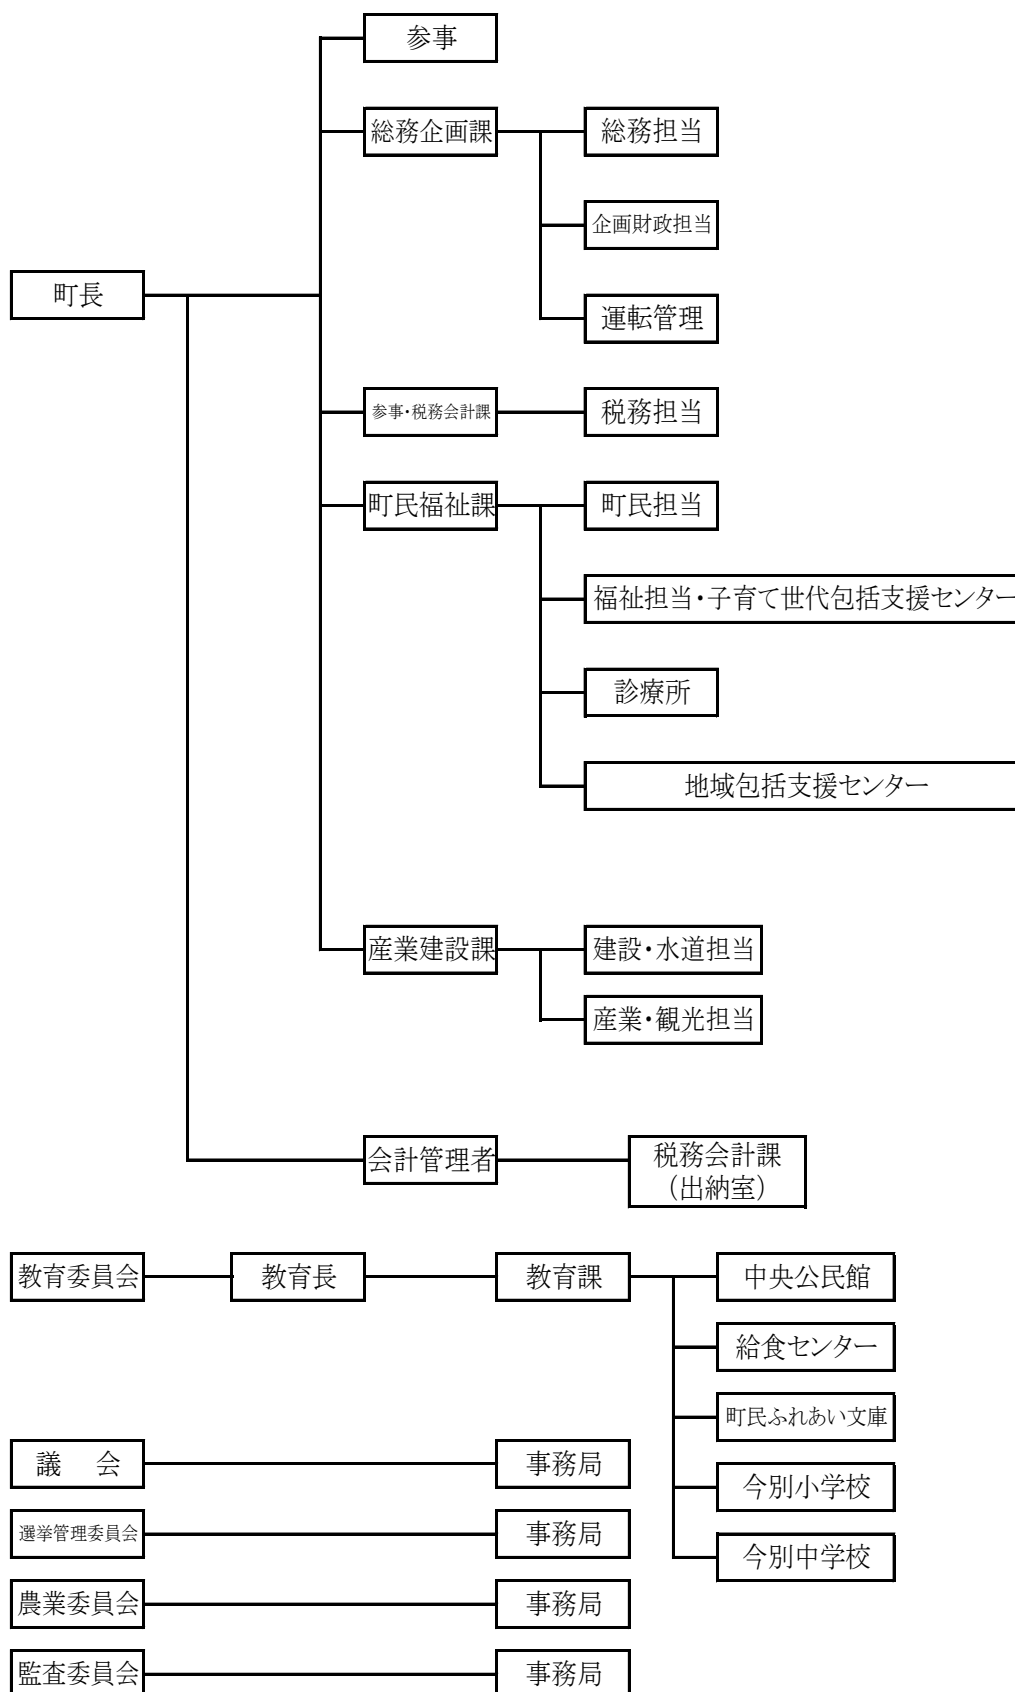 参事
総務企画課
総務担当
企画財政担当
町長
運転管理
参事・税務会計課
税務担当
町民福祉課
町民担当
福祉担当・子育て世代包括支援センター
診療所
地域包括支援センター
産業建設課
建設・水道担当
産業・観光担当
会計管理者
税務会計課
（出納室）
教育委員会
教育長
教育課
中央公民館
給食センター
町民ふれあい文庫
議　会
事務局
今別小学校
選挙管理委員会
事務局
今別中学校
農業委員会
事務局
監査委員会
事務局